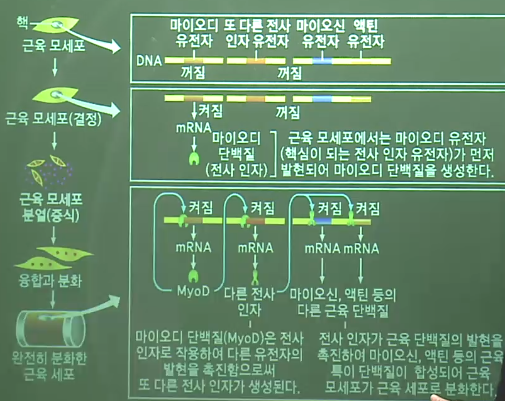 핵
근육 모세포
근육 모세포(결정)
근육 모세포
분열(증식)
융합과 분화
완전히 분화한
근육 세포
마이오디 또 다른 전사 마이오신 액틴
유전자 인자 유전자 유전자 유전자
DNA
꺼짐 꺼짐
켜짐 꺼짐
mRNA
마이오디
단백질
(전사 인자)
근육 모세포에서는 마이오디 유전자
(핵심이 되는 전사 인자 유전자)가 먼저
발현되어 마이오디 단백질을 생성한다.
켜짐 켜짐 켜짐 켜짐
mRNA mRNA mRNA mRNA
MyoD 다른 전사 마이오신, 액틴 등의
인자 다른 근육 단백질
마이오디 단백질(MyoD)은 전사
인자로 작용하여 다른 유전자의
발현을 촉진함으로써
또 다른 전사 인자가 생성된다.
전사 인자가 근육 단백질의 발현을
촉진하여 마이오신, 액틴 등의 근육
특이 단백질이 합성되어 근육
모세포가 근육 세포로 분화한다.